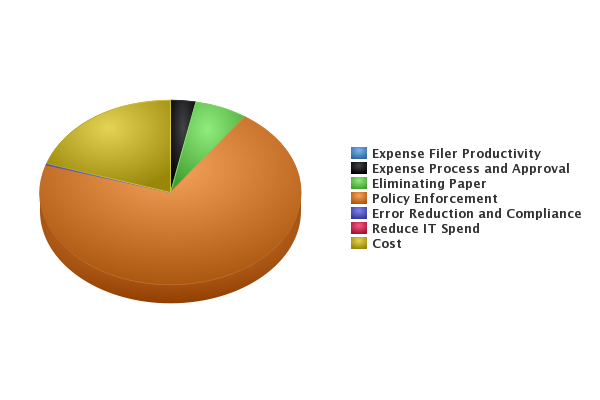 Expense Filer Productivity
Expense Process and Approval
Eliminating Paper
Policy Enforcement
Error Reduction and Compliance
Reduce IT Spend
Cost